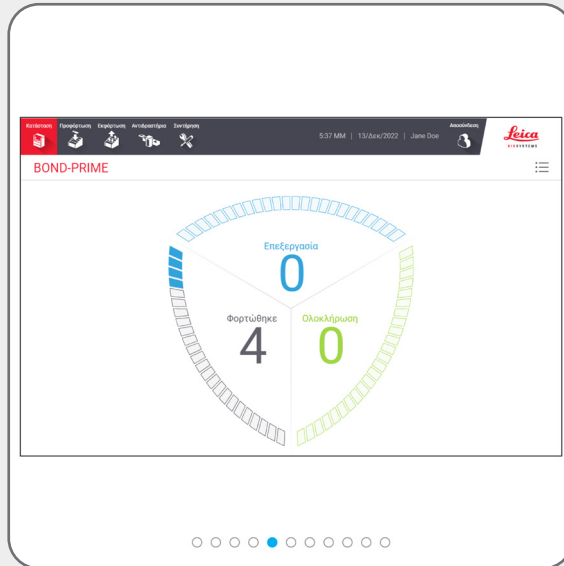 Κατάσταση Προφόρτωση Εκφόρτωση Αντιδραστήρια Συντήρηση
5:37 MM | 13/Δεκ/2022 | Jane Doe
Αποσύνδεση
Leica
BIOSYSTEMS
BOND-PRIME
Επεξεργασία
0
Φορτώθηκε
4
Ολοκλήρωση
0